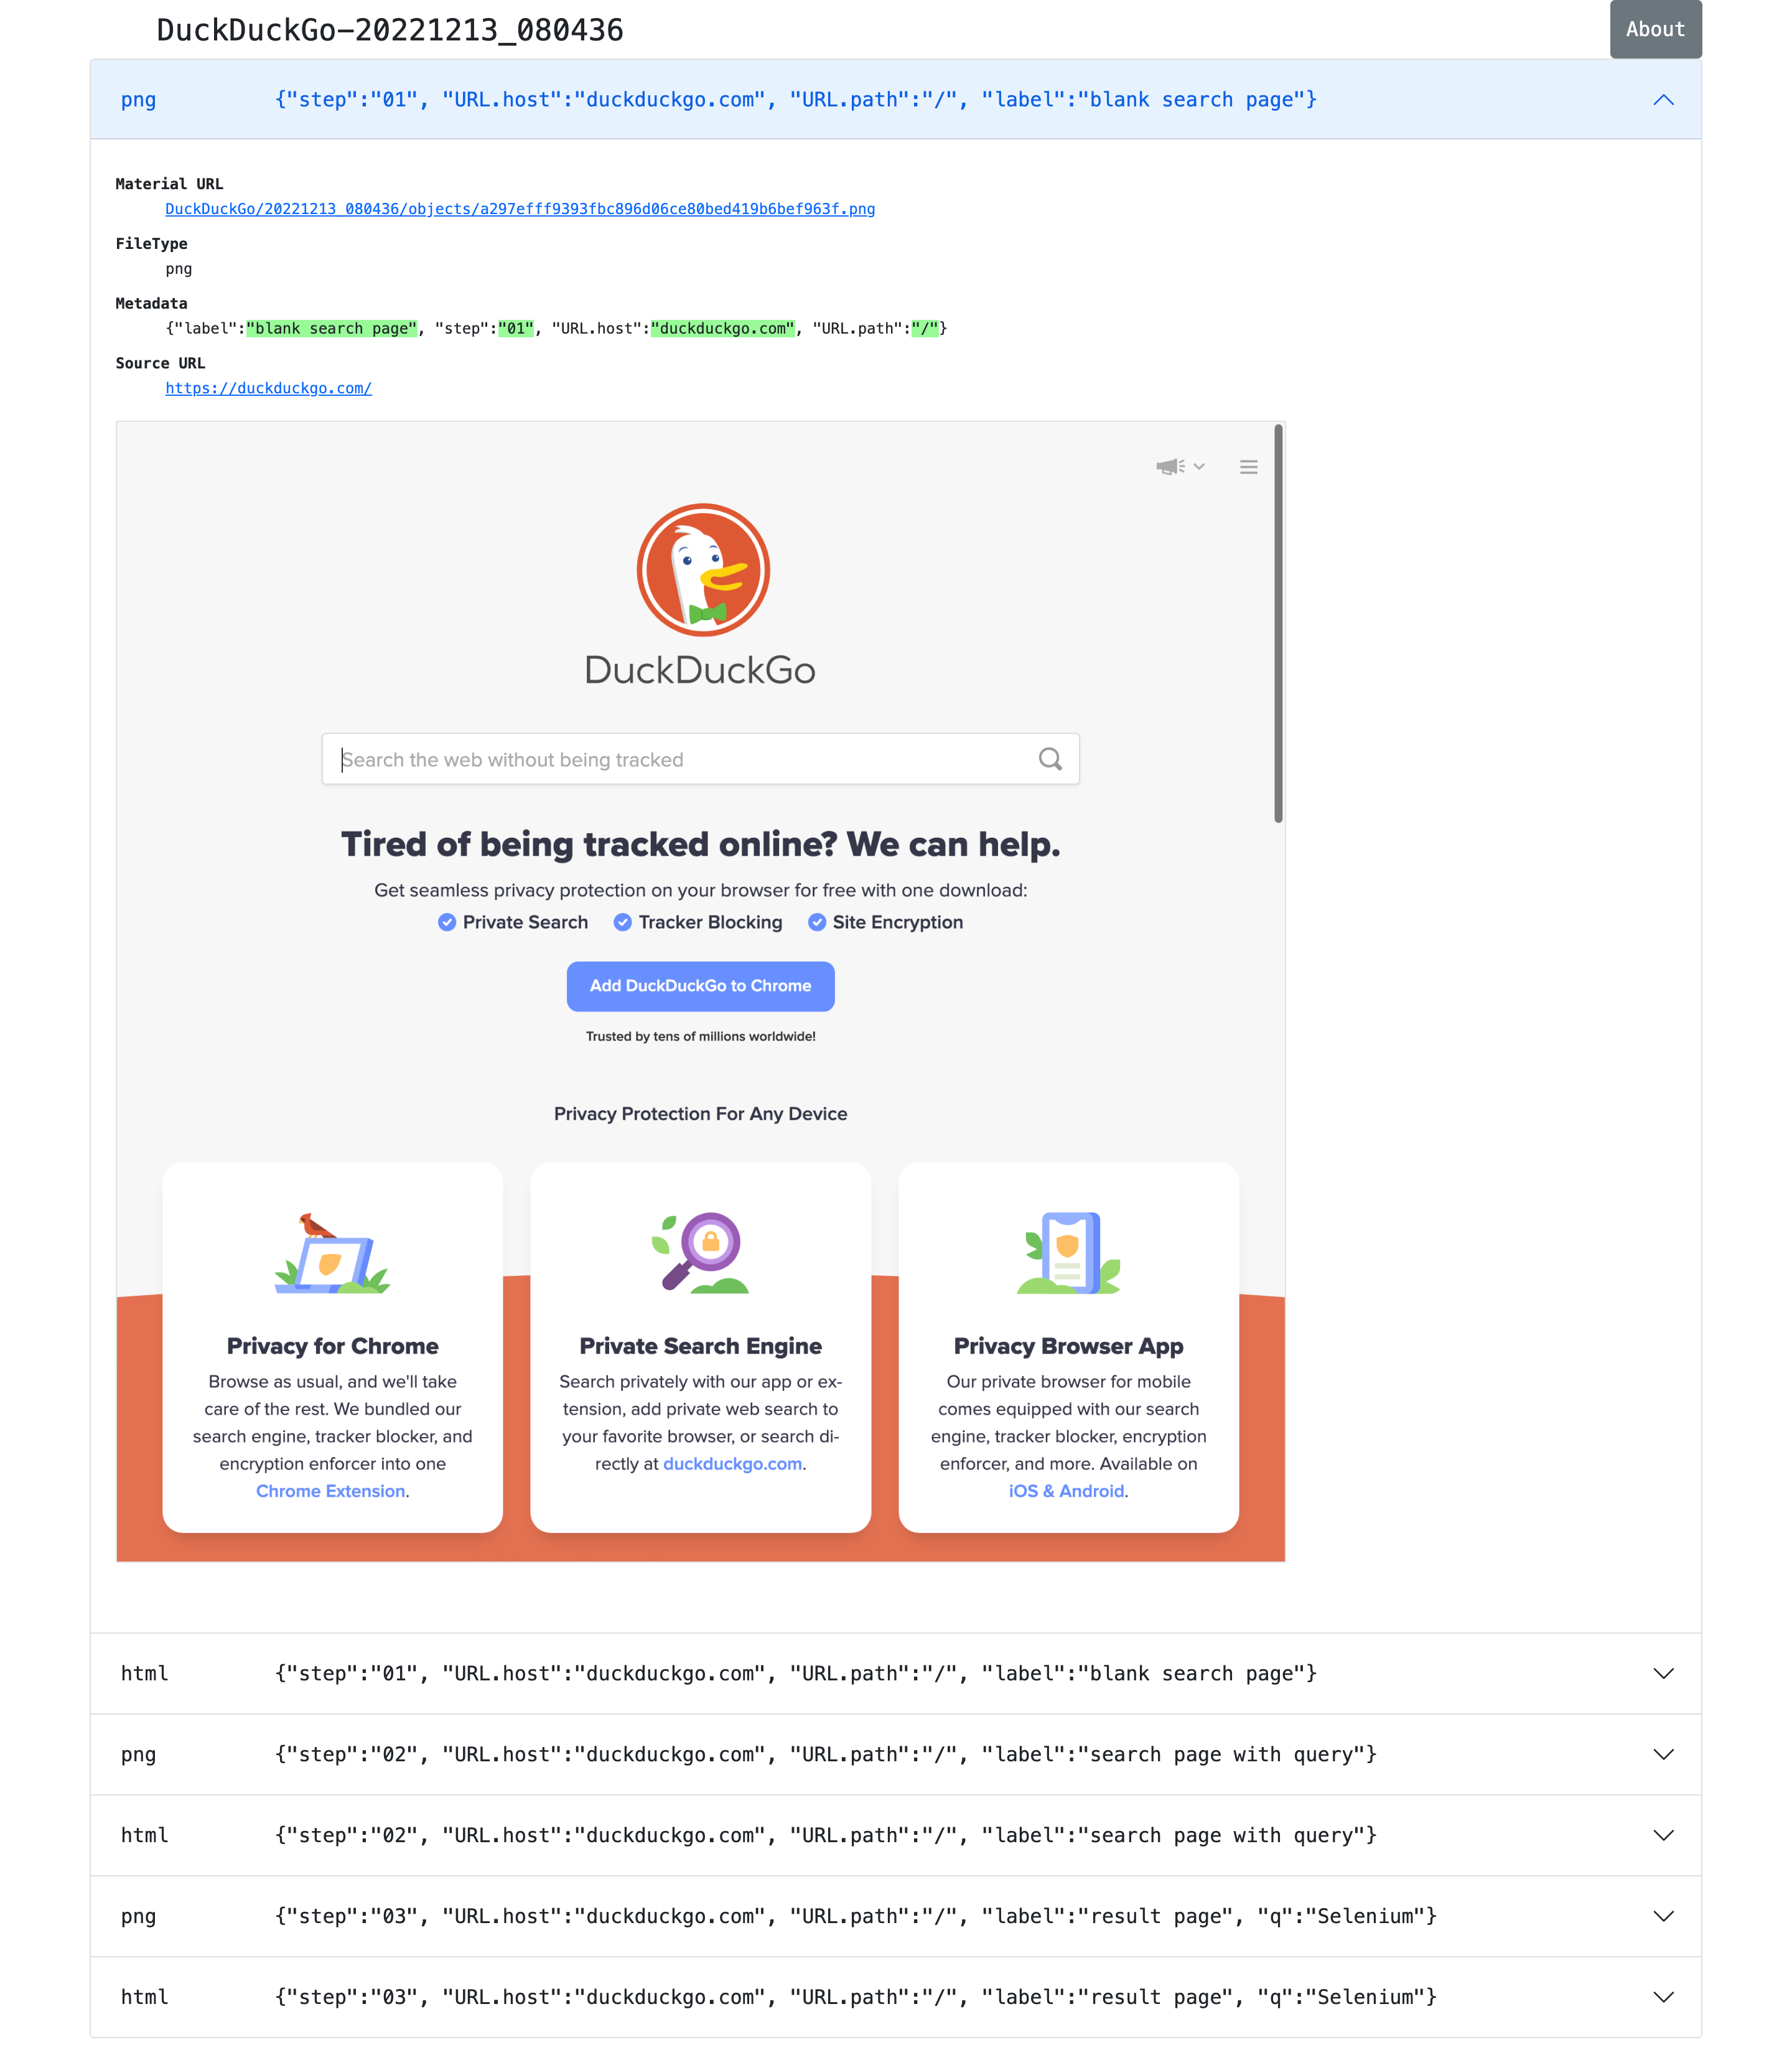 DuckDuckGo-20221213_080436
About
png {"step":"01", "URL.host":"duckduckgo.com", "URL.path":"/", "label":"blank search page"}
Material URL
DuckDuckGo/20221213_080436/objects/a297efff9393fbc896d06ce80bed419b6bef963f.png
FileType
png
Metadata
{"label":"blank search page", "step":"01", "URL.host":"duckduckgo.com", "URL.path":"/"}
Source URL
https://duckduckgo.com/
DuckDuckGo
Search the web without being tracked
Tired of being tracked online? We can help.
Get seamless privacy protection on your browser for free with one download:
Private Search Tracker Blocking Site Encryption
Add DuckDuckGo to Chrome
Trusted by tens of millions worldwide!
Privacy Protection For Any Device
Privacy for Chrome
Browse as usual, and we'll take
care of the rest. We bundled our
search engine, tracker blocker, and
encryption enforcer into one
Chrome Extension.
Private Search Engine
Search privately with our app or ex-
tension, add private web search to
your favorite browser, or search di-
rectly at duckduckgo.com.
Privacy Browser App
Our private browser for mobile
comes equipped with our search
engine, tracker blocker, encryption
enforcer, and more. Available on
iOS & Android.
html {"step":"01", "URL.host":"duckduckgo.com", "URL.path":"/", "label":"blank search page"}
png {"step":"02", "URL.host":"duckduckgo.com", "URL.path":"/", "label":"search page with query"}
html {"step":"02", "URL.host":"duckduckgo.com", "URL.path":"/", "label":"search page with query"}
png {"step":"03", "URL.host":"duckduckgo.com", "URL.path":"/", "label":"result page", "q":"Selenium"}
html {"step":"03", "URL.host":"duckduckgo.com", "URL.path":"/", "label":"result page", "q":"Selenium"}